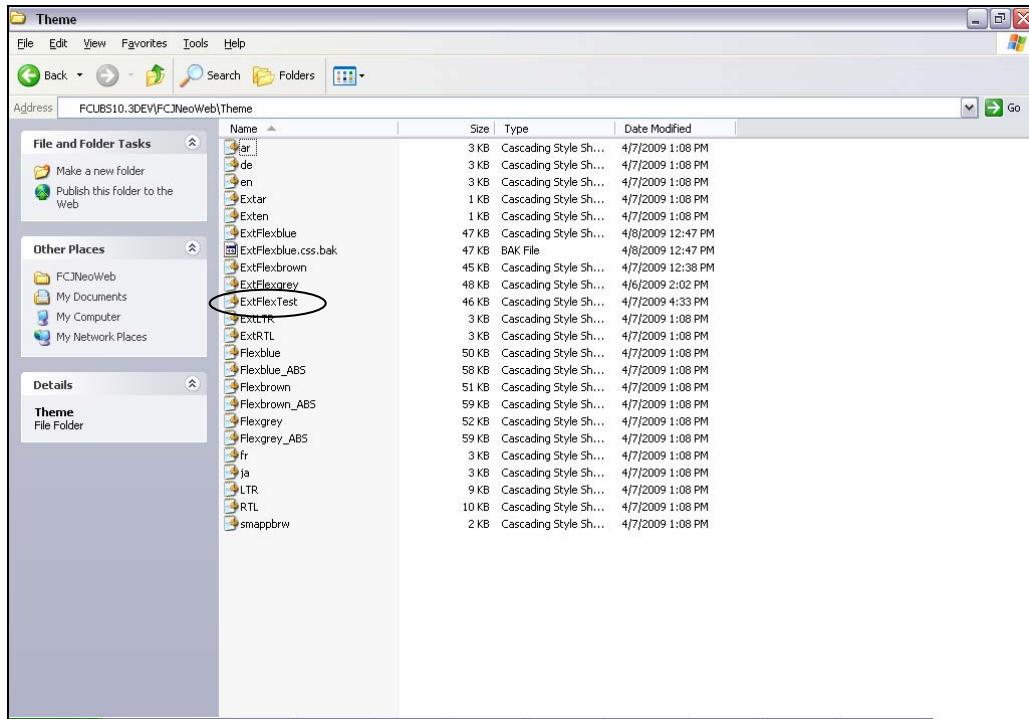 Theme
File Edit View Favorites Tools Help
Back Search Folders
Address FCUBS10.3DEV\FCJNeoWeb\Theme Go
File and Folder Tasks
Make a new folder
Publish this folder to the
Web
Other Places
FCJNeoWeb
My Documents
My Computer
My Network Places
Details
Theme
File Folder
Name Size Type Date Modified
ar 3 KB Cascading Style Sh... 4/7/2009 1:08 PM
de 3 KB Cascading Style Sh... 4/7/2009 1:08 PM
en 3 KB Cascading Style Sh... 4/7/2009 1:08 PM
Extar 1 KB Cascading Style Sh... 4/7/2009 1:08 PM
Exten 1 KB Cascading Style Sh... 4/7/2009 1:08 PM
ExtFlexblue 47 KB Cascading Style Sh... 4/8/2009 12:47 PM
ExtFlexblue.css.bak 47 KB BAK File 4/8/2009 12:47 PM
ExtFlexbrown 45 KB Cascading Style Sh... 4/7/2009 12:38 PM
ExtFlexgrey 48 KB Cascading Style Sh... 4/6/2009 2:02 PM
ExtFlexTest 46 KB Cascading Style Sh... 4/7/2009 4:33 PM
ExtLTR 3 KB Cascading Style Sh... 4/7/2009 1:08 PM
ExtRTL 3 KB Cascading Style Sh... 4/7/2009 1:08 PM
Flexblue 50 KB Cascading Style Sh... 4/7/2009 1:08 PM
Flexblue_ABS 58 KB Cascading Style Sh... 4/7/2009 1:08 PM
Flexbrown 51 KB Cascading Style Sh... 4/7/2009 1:08 PM
Flexbrown_ABS 59 KB Cascading Style Sh... 4/7/2009 1:08 PM
Flexgrey 52 KB Cascading Style Sh... 4/7/2009 1:08 PM
Flexgrey_ABS 59 KB Cascading Style Sh... 4/7/2009 1:08 PM
fr 3 KB Cascading Style Sh... 4/7/2009 1:08 PM
ja 3 KB Cascading Style Sh... 4/7/2009 1:08 PM
LTR 9 KB Cascading Style Sh... 4/7/2009 1:08 PM
RTL 10 KB Cascading Style Sh... 4/7/2009 1:08 PM
smappbrw 2 KB Cascading Style Sh... 4/7/2009 1:08 PM